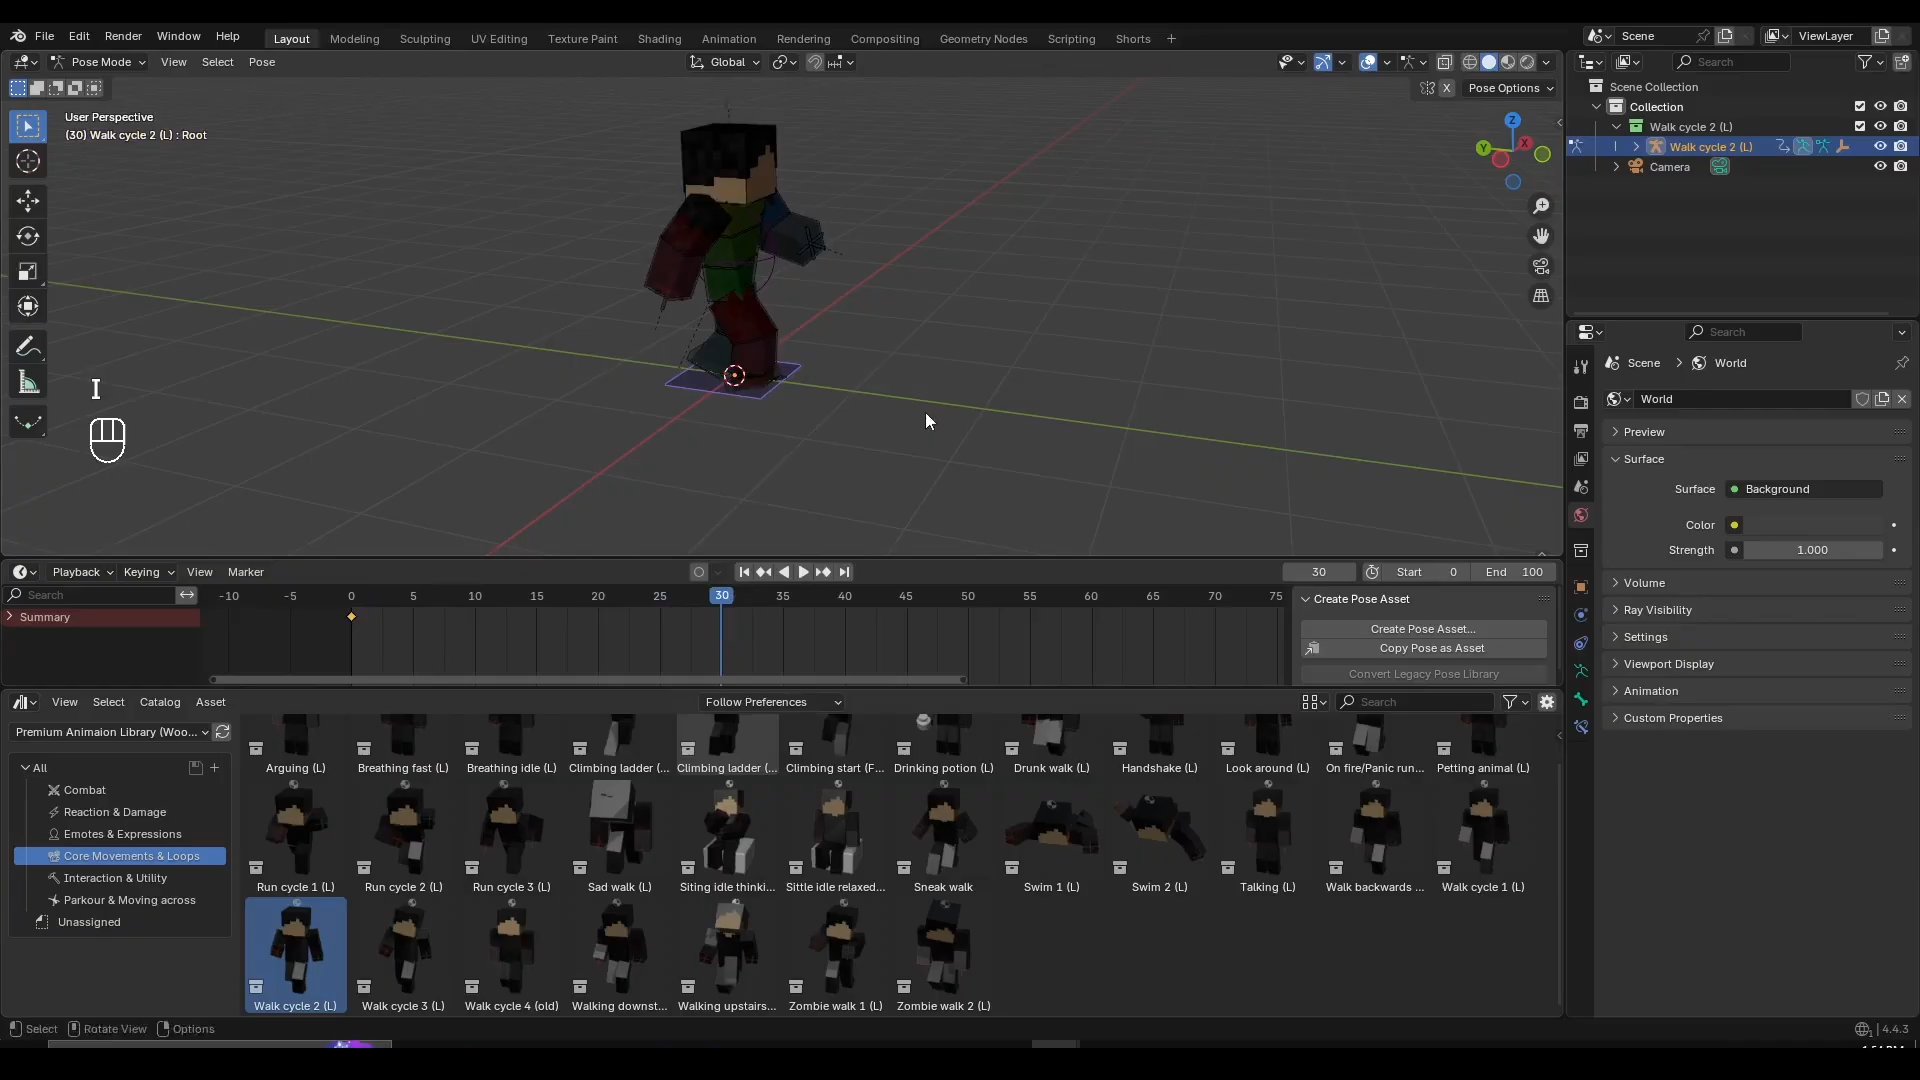 File Edit Render Window Help Layout Modeling Sculpting UV Editing Texture Paint Shading Animation Rendering Compositing Geometry Nodes Scripting Shorts + Scene ViewLayer
Pose Mode View Select Pose Global Search
X Pose Options
Scene Collection
Collection
Walk cycle 2 (L)
Walk cycle 2 (L)
Camera
User Perspective
(30) Walk cycle 2 (L) : Root
Z
Y
X
I
Search
Scene > World
World
Preview
Surface
Surface Background
Color
Strength 1.000
Volume
Ray Visibility
Settings
Viewport Display
Animation
Custom Properties
Playback Keying View Marker 30 Start 0 End 100
Search -10 -5 0 5 10 15 20 25 30 35 40 45 50 55 60 65 70 75
Summary
Create Pose Asset
Create Pose Asset...
Copy Pose as Asset
Convert Legacy Pose Library
View Select Catalog Asset Follow Preferences Search
Premium Animaion Library (Woo...
All
Combat
Reaction & Damage
Emotes & Expressions
Core Movements & Loops
Interaction & Utility
Parkour & Moving across
Unassigned
Arguing (L) Breathing fast (L) Breathing idle (L) Climbing ladder (... Climbing ladder (... Climbing start (F... Drinking potion (L) Drunk walk (L) Handshake (L) Look around (L) On fire/Panic run... Petting animal (L)
Run cycle 1 (L) Run cycle 2 (L) Run cycle 3 (L) Sad walk (L) Siting idle thinki... Sittle idle relaxed... Sneak walk Swim 1 (L) Swim 2 (L) Talking (L) Walk backwards ... Walk cycle 1 (L)
Walk cycle 2 (L) Walk cycle 3 (L) Walk cycle 4 (old) Walking downst... Walking upstairs... Zombie walk 1 (L) Zombie walk 2 (L)
Select Rotate View Options 4.4.3